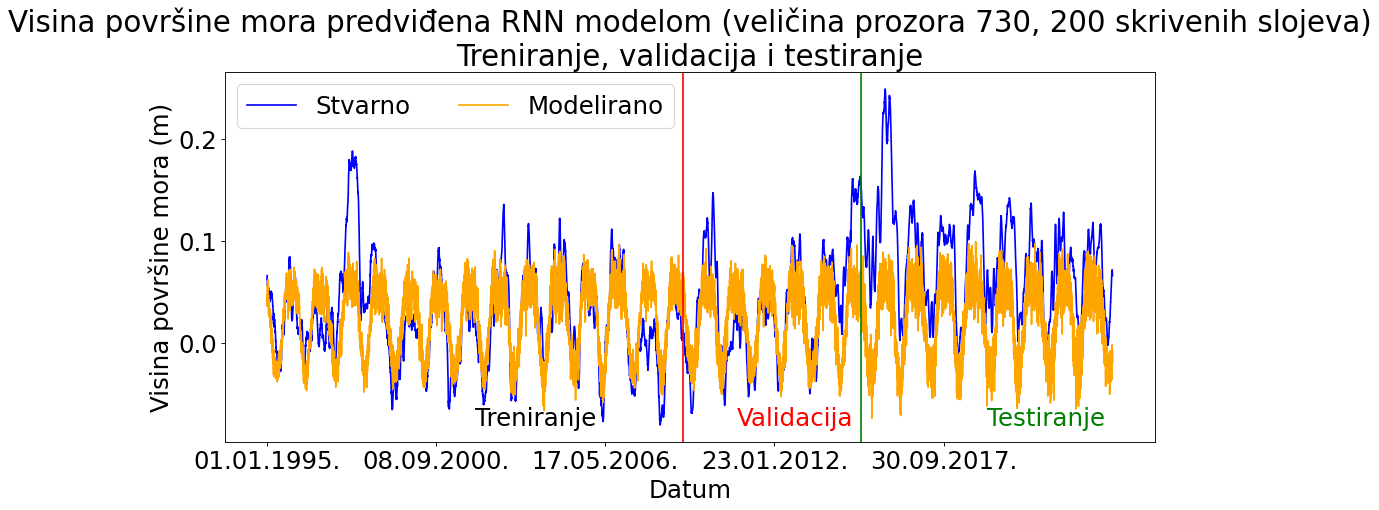 Visina površine mora predviđena RNN modelom (veličina prozora 730, 200 skrivenih slojeva)
Treniranje, validacija i testiranje
Stvarno
Modelirano
Visina površine mora (m)
0.2
0.1
0.0
Treniranje
Validacija
Testiranje
01.01.1995.
08.09.2000.
17.05.2006.
23.01.2012.
30.09.2017.
Datum